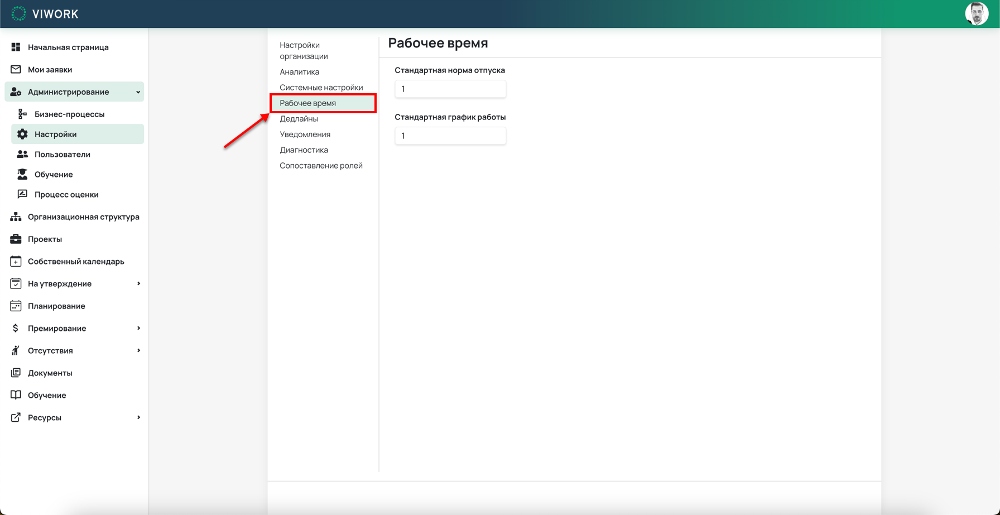 VIWORK
Начальная страница
Мои заявки
Администрирование
Бизнес-процессы
Настройки
Пользователи
Обучение
Процесс оценки
Организационная структура
Проекты
Собственный календарь
На утверждение
Планирование
Премирование
Отсутствия
Документы
Обучение
Ресурсы
Настройки
организации
Аналитика
Системные настройки
Рабочее время
Дедлайны
Уведомления
Диагностика
Сопоставление ролей
Рабочее время
Стандартная норма отпуска
1
Стандартная график работы
1